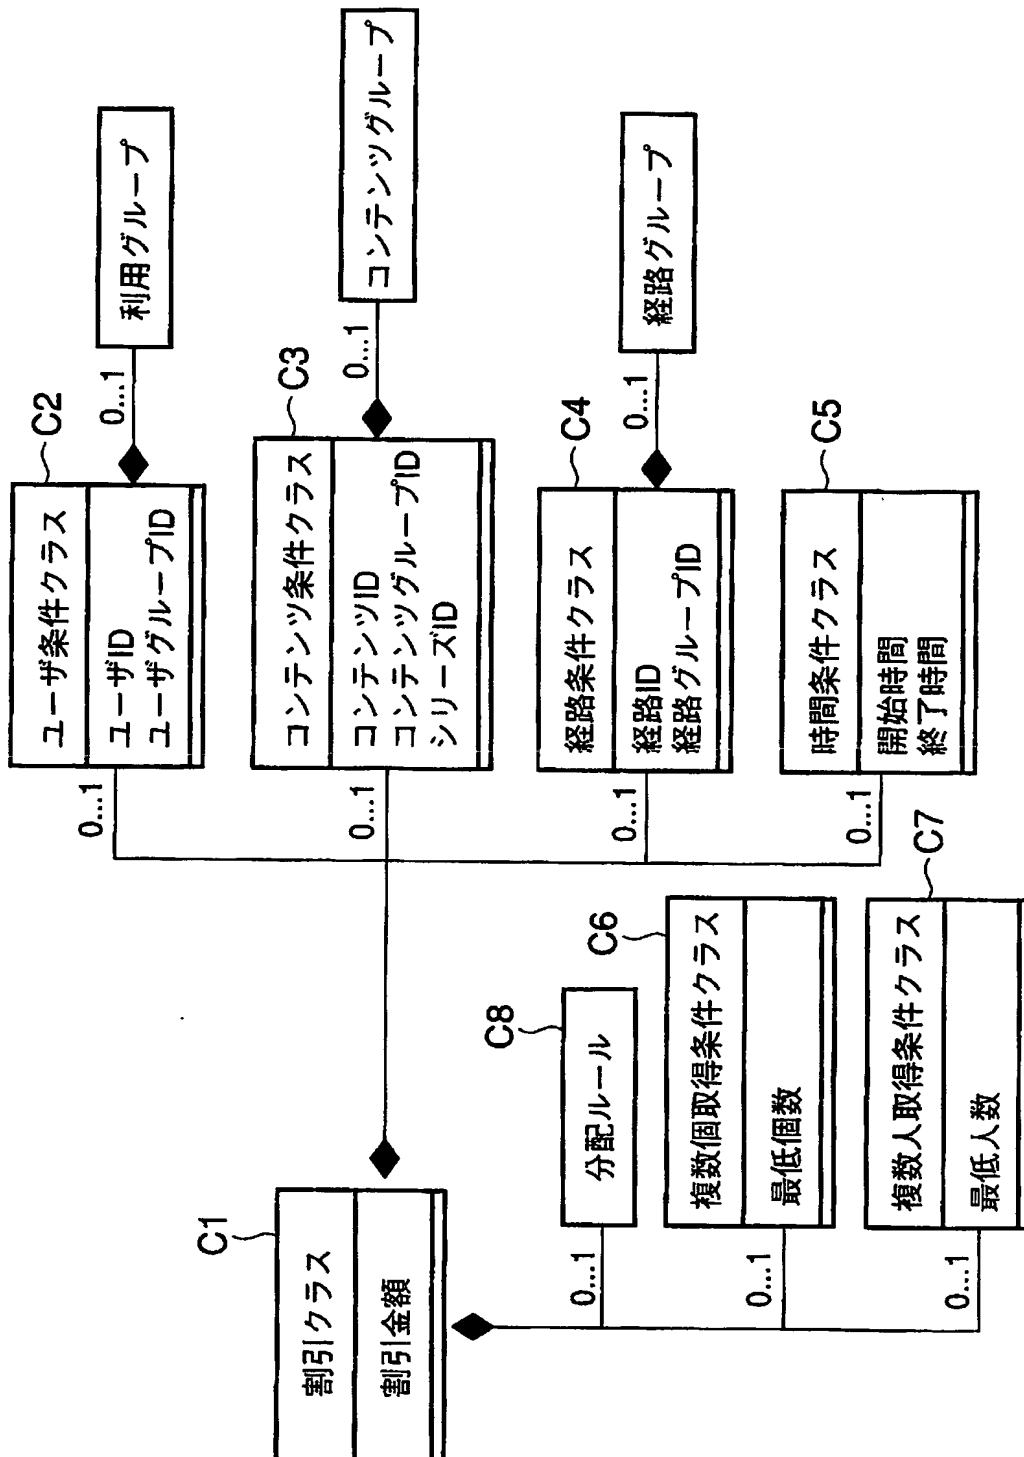 C1
割引クラス
割引金額
C2
ユーザ条件クラス
ユーザID
ユーザグループID
0...1
0...1
利用グループ
C3
コンテンツ条件クラス
コンテンツID
コンテンツグループID
シリーズID
0...1
0...1
コンテングループ
C4
経路条件クラス
経路ID
経路グループID
0...1
0...1
経路グループ
C5
時間条件クラス
開始時間
終了時間
0...1
C8
分配ルール
0...1
C6
複数個取得条件クラス
最低個数
0...1
C7
複数人取得条件クラス
最低人数
0...1